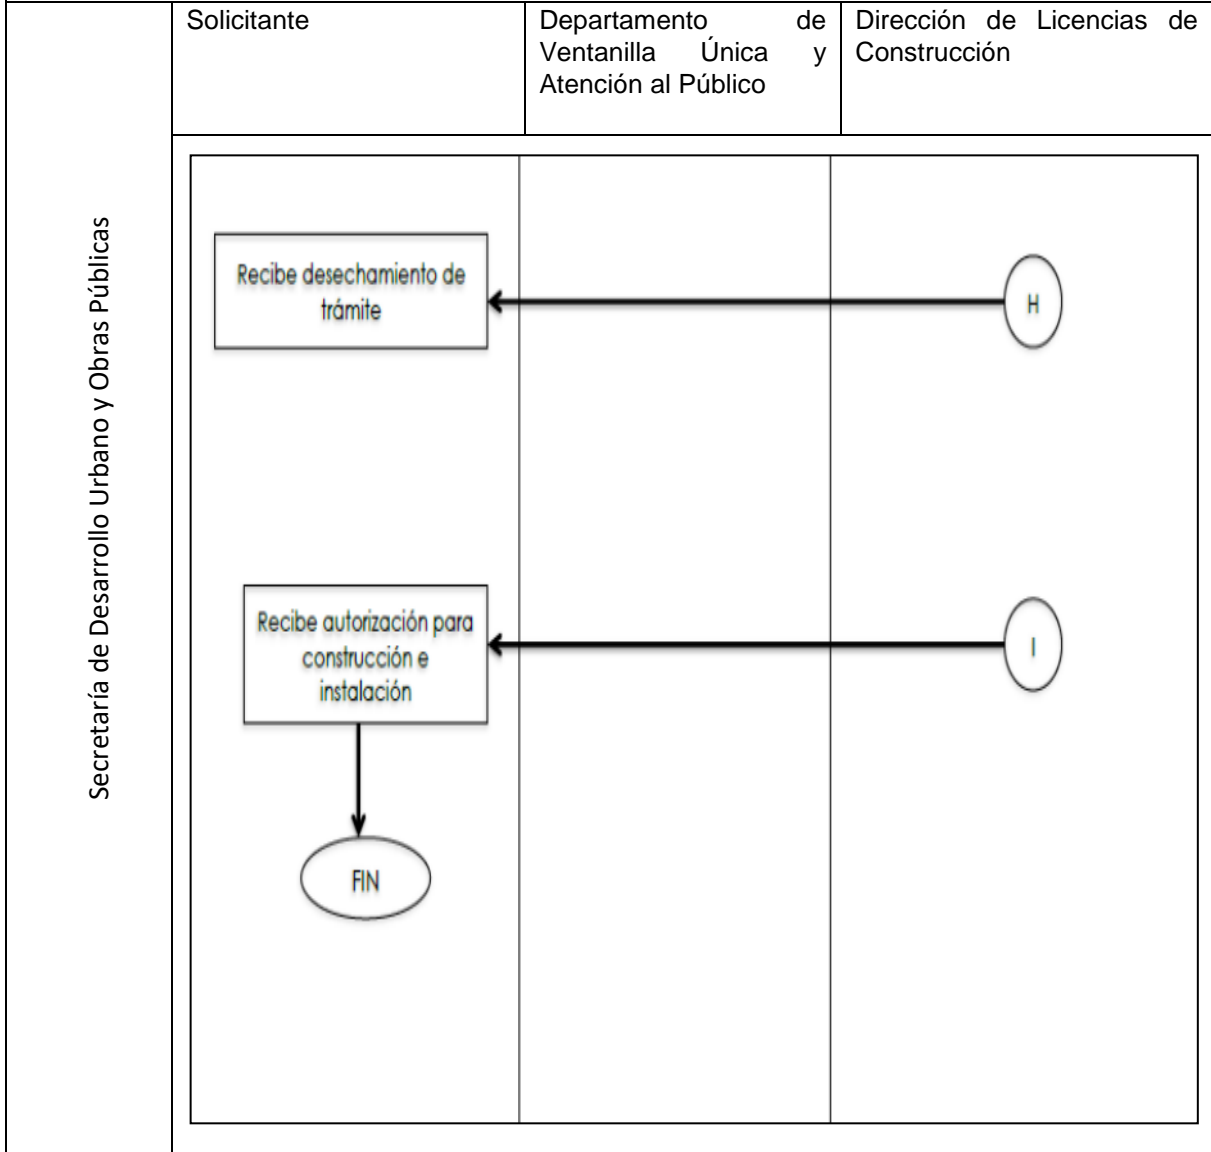 Solicitante
Departamento de
Ventanilla Única y
Atención al Público
Dirección de Licencias de
Construcción
Secretaría de Desarrollo Urbano y Obras Públicas
Recibe desechamiento de
trámite
H
Recibe autorización para
construcción e
instalación
I
FIN